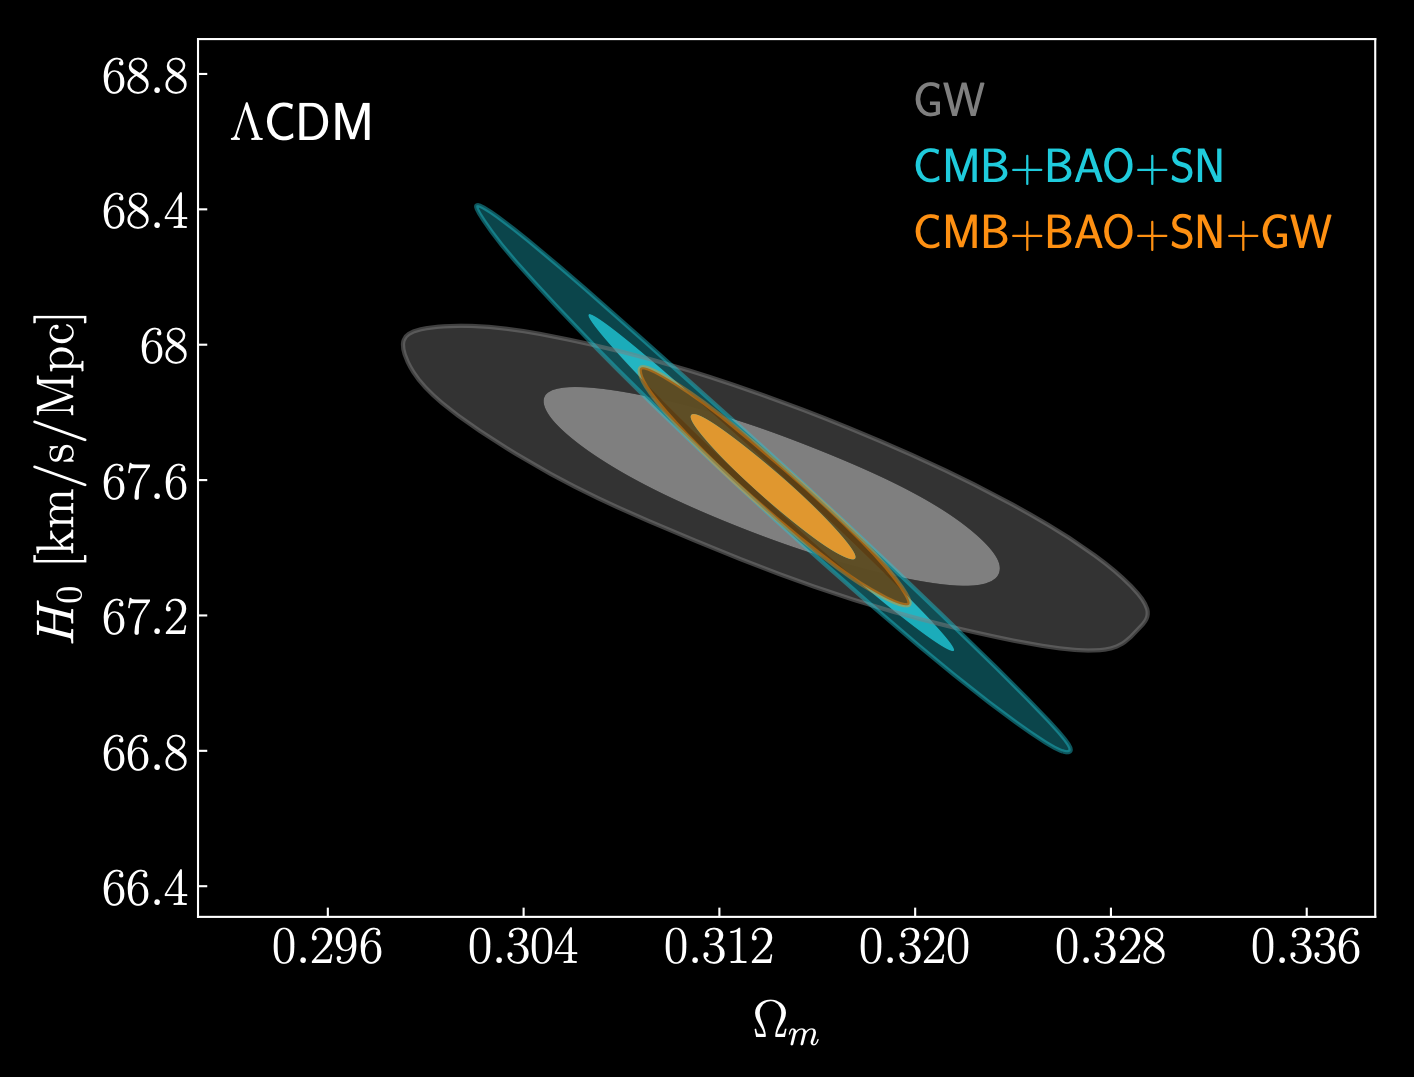 68.8
68.4
68
67.6
67.2
66.8
66.4
H₀ [km/s/Mpc]
ΛCDM
GW
CMB+BAO+SN
CMB+BAO+SN+GW
0.296 0.304 0.312 0.320 0.328 0.336
Ωₘ